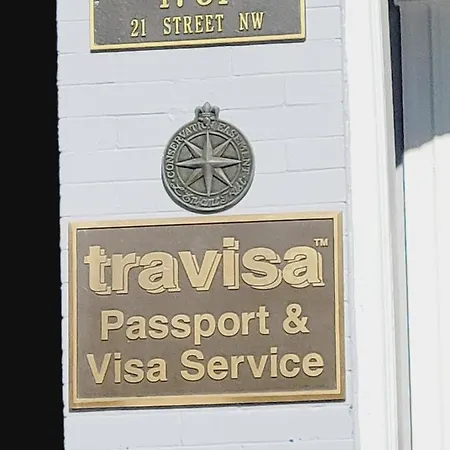 21 STREET NW
CONSERVATION EASEMENT
travisa™
Passport &
Visa Service